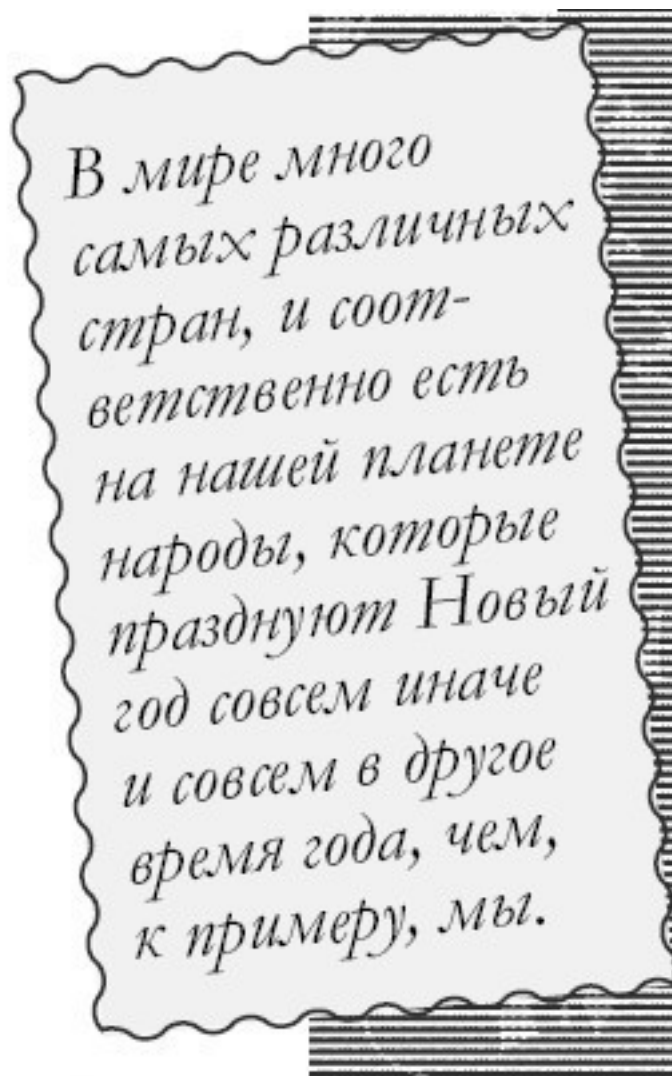 В мире много
самых различных
стран, и соот-
ветственно есть
на нашей планете
народы, которые
празднуют Новый
год совсем иначе
и совсем в другое
время года, чем,
к примеру, мы.